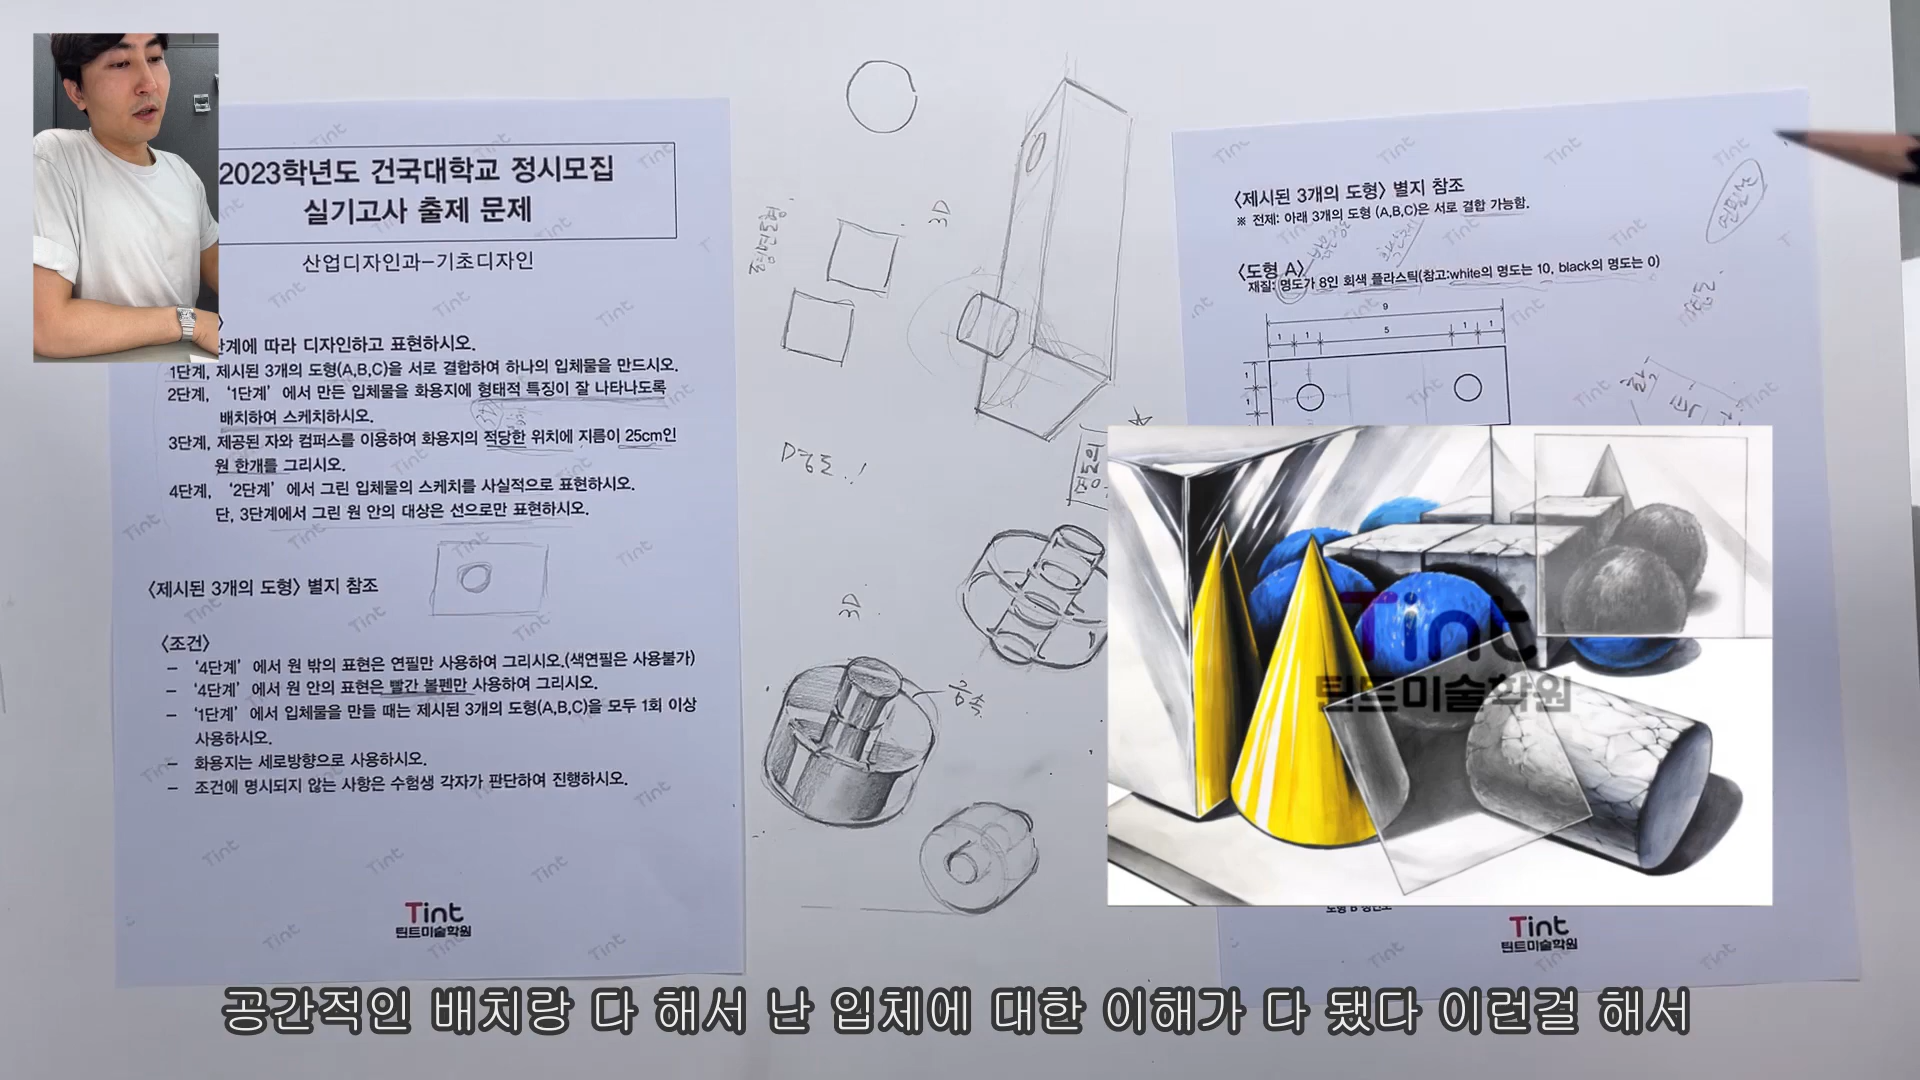 2023학년도 건국대학교 정시모집
실기고사 출제 문제
산업디자인과-기초디자인
단계에 따라 디자인하고 표현하시오.
1단계, 제시된 3개의 도형(A,B,C)을 서로 결합하여 하나의 입체물을 만드시오.
2단계, '1단계'에서 만든 입체물을 화용지에 형태적 특징이 잘 나타나도록
배치하여 스케치하시오.
3단계, 제공된 자와 컴퍼스를 이용하여 화용지의 적당한 위치에 지름이 25cm인
원 한개를 그리시오.
4단계, '2단계'에서 그린 입체물의 스케치를 사실적으로 표현하시오.
단, 3단계에서 그린 원 안의 대상은 선으로만 표현하시오.
<제시된 3개의 도형> 별지 참조
<조건>
- '4단계'에서 원 밖의 표현은 연필만 사용하여 그리시오.(색연필은 사용불가)
- '4단계'에서 원 안의 표현은 빨간 볼펜만 사용하여 그리시오.
- '1단계'에서 입체물을 만들 때는 제시된 3개의 도형(A,B,C)을 모두 1회 이상
사용하시오.
- 화용지는 세로방향으로 사용하시오.
- 조건에 명시되지 않는 사항은 수험생 각자가 판단하여 진행하시오.
Tint
틴트미술학원
3D
D명도!
3D
금속
<제시된 3개의 도형> 별지 참조
※ 전제: 아래 3개의 도형 (A,B,C)은 서로 결합 가능함.
<도형 A>
재질: 명도가 8인 회색 플라스틱(참고:white의 명도는 10, black의 명도는 0)
9
1 1 5 1 1
1
1
Tint
틴트미술학원
도형 B 정면도
Tint
틴트미술학원
공간적인 배치랑 다 해서 난 입체에 대한 이해가 다 됐다 이런걸 해서